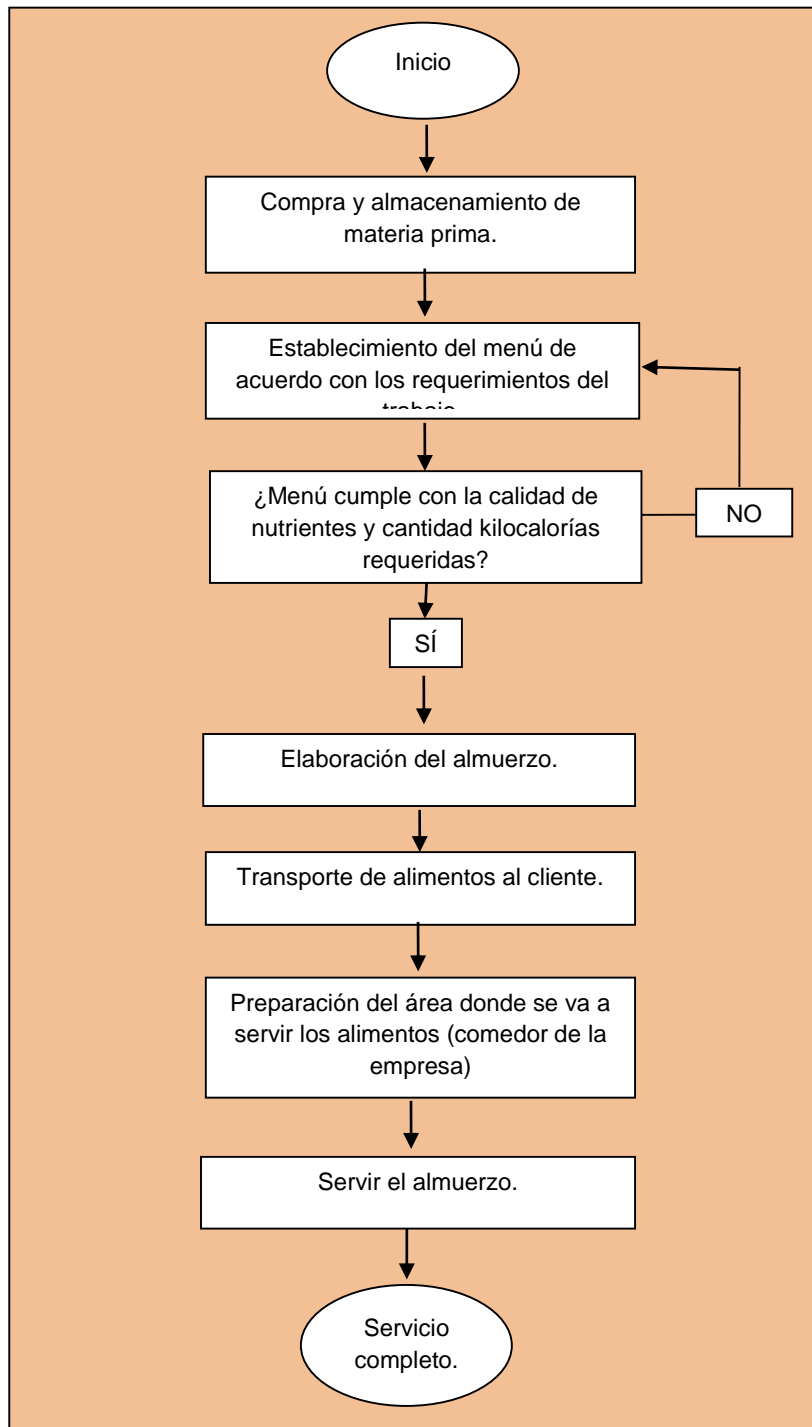 Inicio
Compra y almacenamiento de
materia prima.
Establecimiento del menú de
acuerdo con los requerimientos del
¿Menú cumple con la calidad de
nutrientes y cantidad kilocalorías
requeridas?
NO
SÍ
Elaboración del almuerzo.
Transporte de alimentos al cliente.
Preparación del área donde se va a
servir los alimentos (comedor de la
empresa)
Servir el almuerzo.
Servicio
completo.